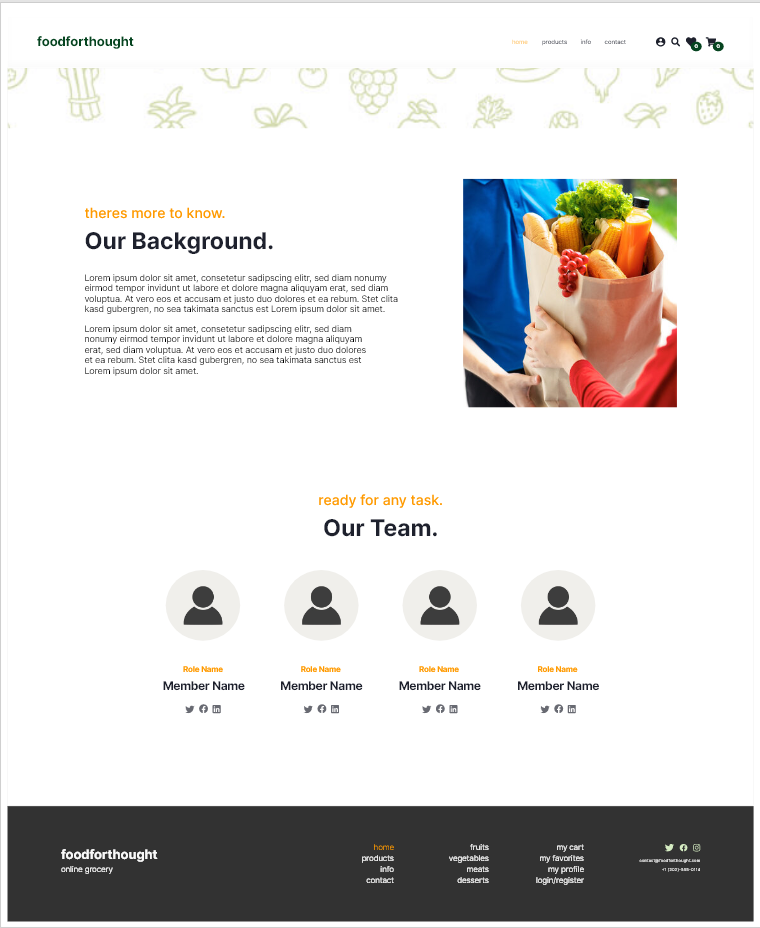 foodforthought
home products info contact
0 0
theres more to know.
Our Background.
Lorem ipsum dolor sit amet, consetetur sadipscing elitr, sed diam nonumy
eirmod tempor invidunt ut labore et dolore magna aliquyam erat, sed diam
voluptua. At vero eos et accusam et justo duo dolores et ea rebum. Stet clita
kasd gubergren, no sea takimata sanctus est Lorem ipsum dolor sit amet.
Lorem ipsum dolor sit amet, consetetur sadipscing elitr, sed diam
nonumy eirmod tempor invidunt ut labore et dolore magna aliquyam
erat, sed diam voluptua. At vero eos et accusam et justo duo dolores
et ea rebum. Stet clita kasd gubergren, no sea takimata sanctus est
Lorem ipsum dolor sit amet.
ready for any task.
Our Team.
Role Name Role Name Role Name Role Name
Member Name Member Name Member Name Member Name
foodforthought
online grocery
home
products
info
contact
fruits
vegetables
meats
desserts
my cart
my favorites
my profile
login/register
contact@foodforthought.com